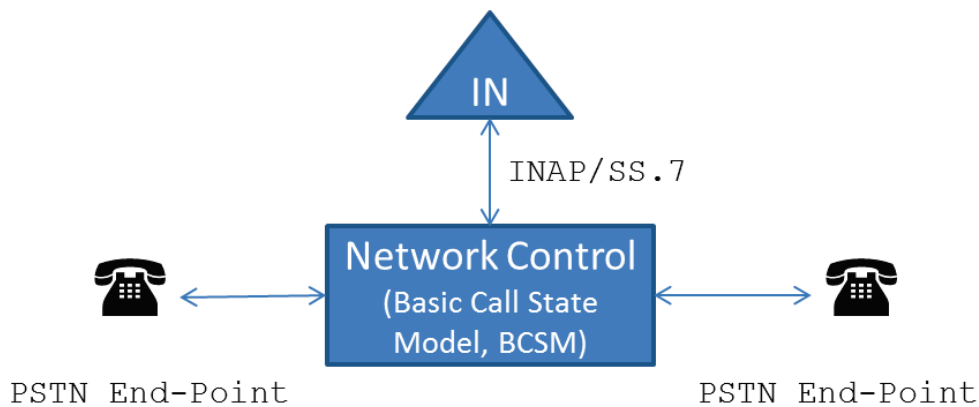 IN
INAP/SS.7
Network Control
(Basic Call State
Model, BCSM)
PSTN End-Point
PSTN End-Point